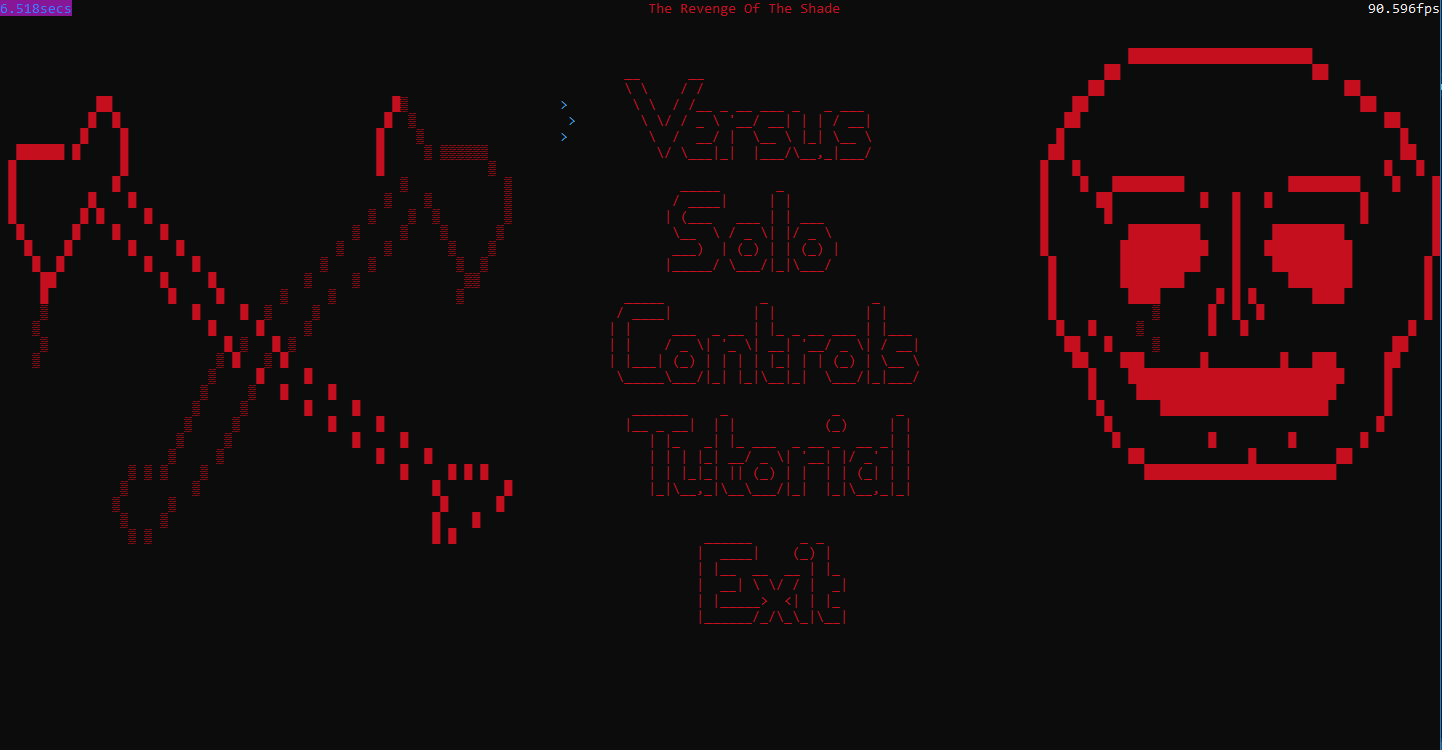 6.518secs
The Revenge Of The Shade
90.596fps
Versus
Solo
Controls
Tutorial
Exit